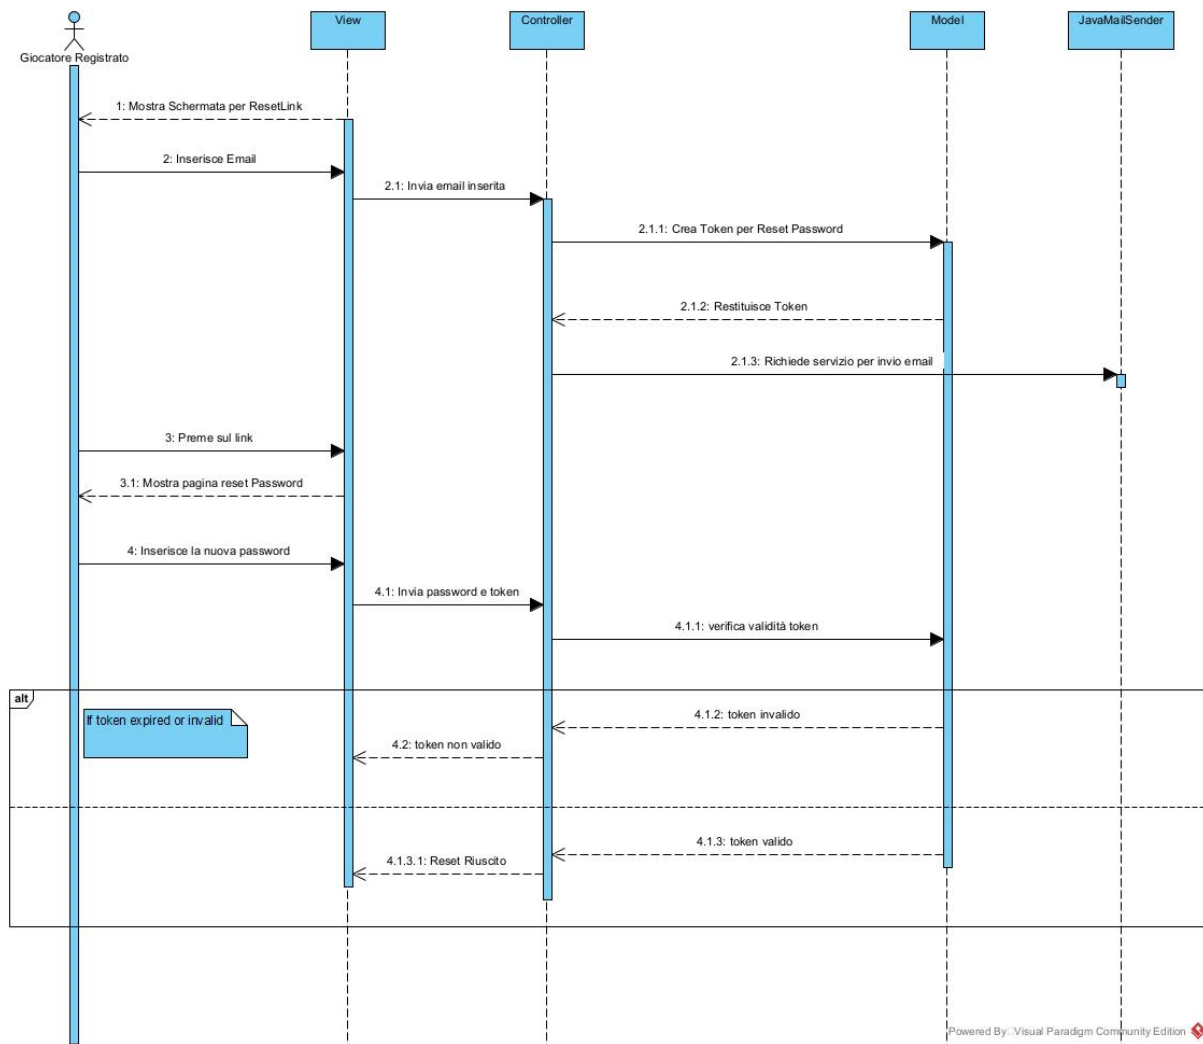 View
Controller
Model
JavaMailSender
Giocatore Registrato
1: Mostra Schermata per ResetLink
2: Inserisce Email
2.1: Invia email inserita
2.1.1: Crea Token per Reset Password
2.1.2: Restituisce Token
2.1.3: Richiede servizio per invio email
3: Preme sul link
3.1: Mostra pagina reset Password
4: Inserisce la nuova password
4.1: Invia password e token
4.1.1: verifica validità token
alt
If token expired or invalid
4.1.2: token invalido
4.2: token non valido
4.1.3: token valido
4.1.3.1: Reset Riuscito
Powered By Visual Paradigm Community Edition